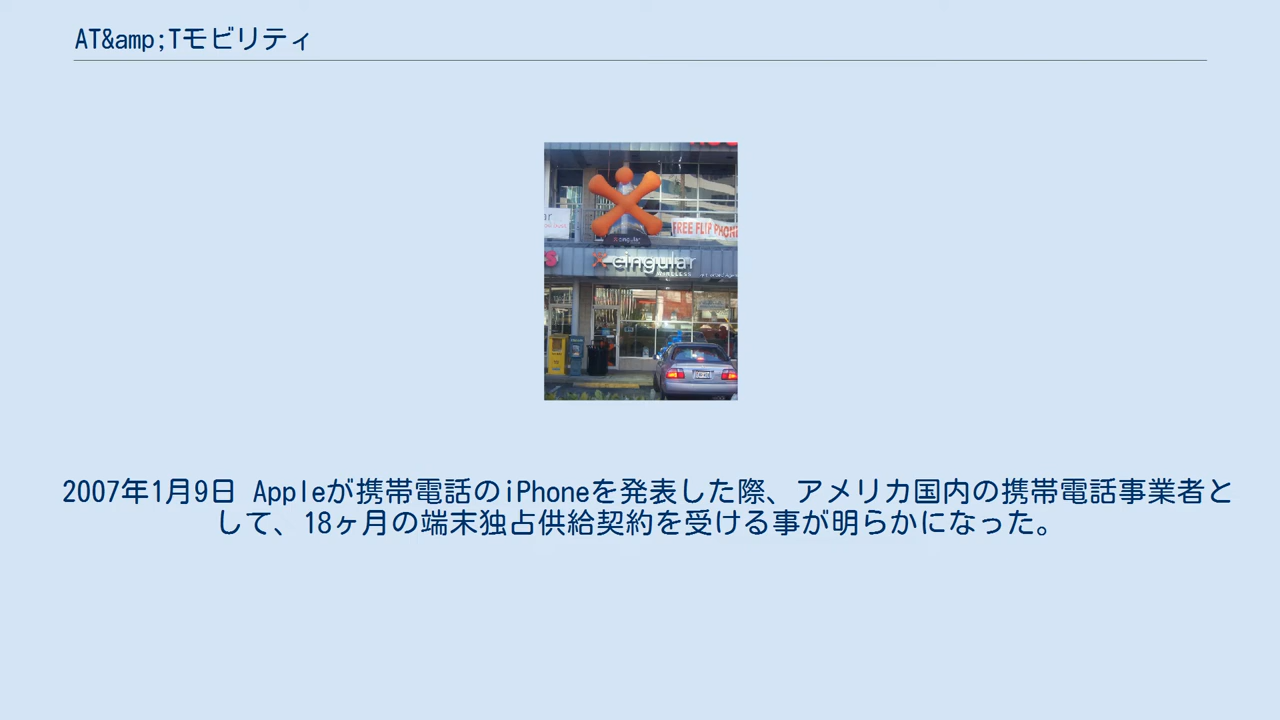 AT&amp;Tモビリティ
FREE FLIP PHONE
cingular
2007年1月9日 Appleが携帯電話のiPhoneを発表した際、アメリカ国内の携帯電話事業者と
して、18ヶ月の端末独占供給契約を受ける事が明らかになった。